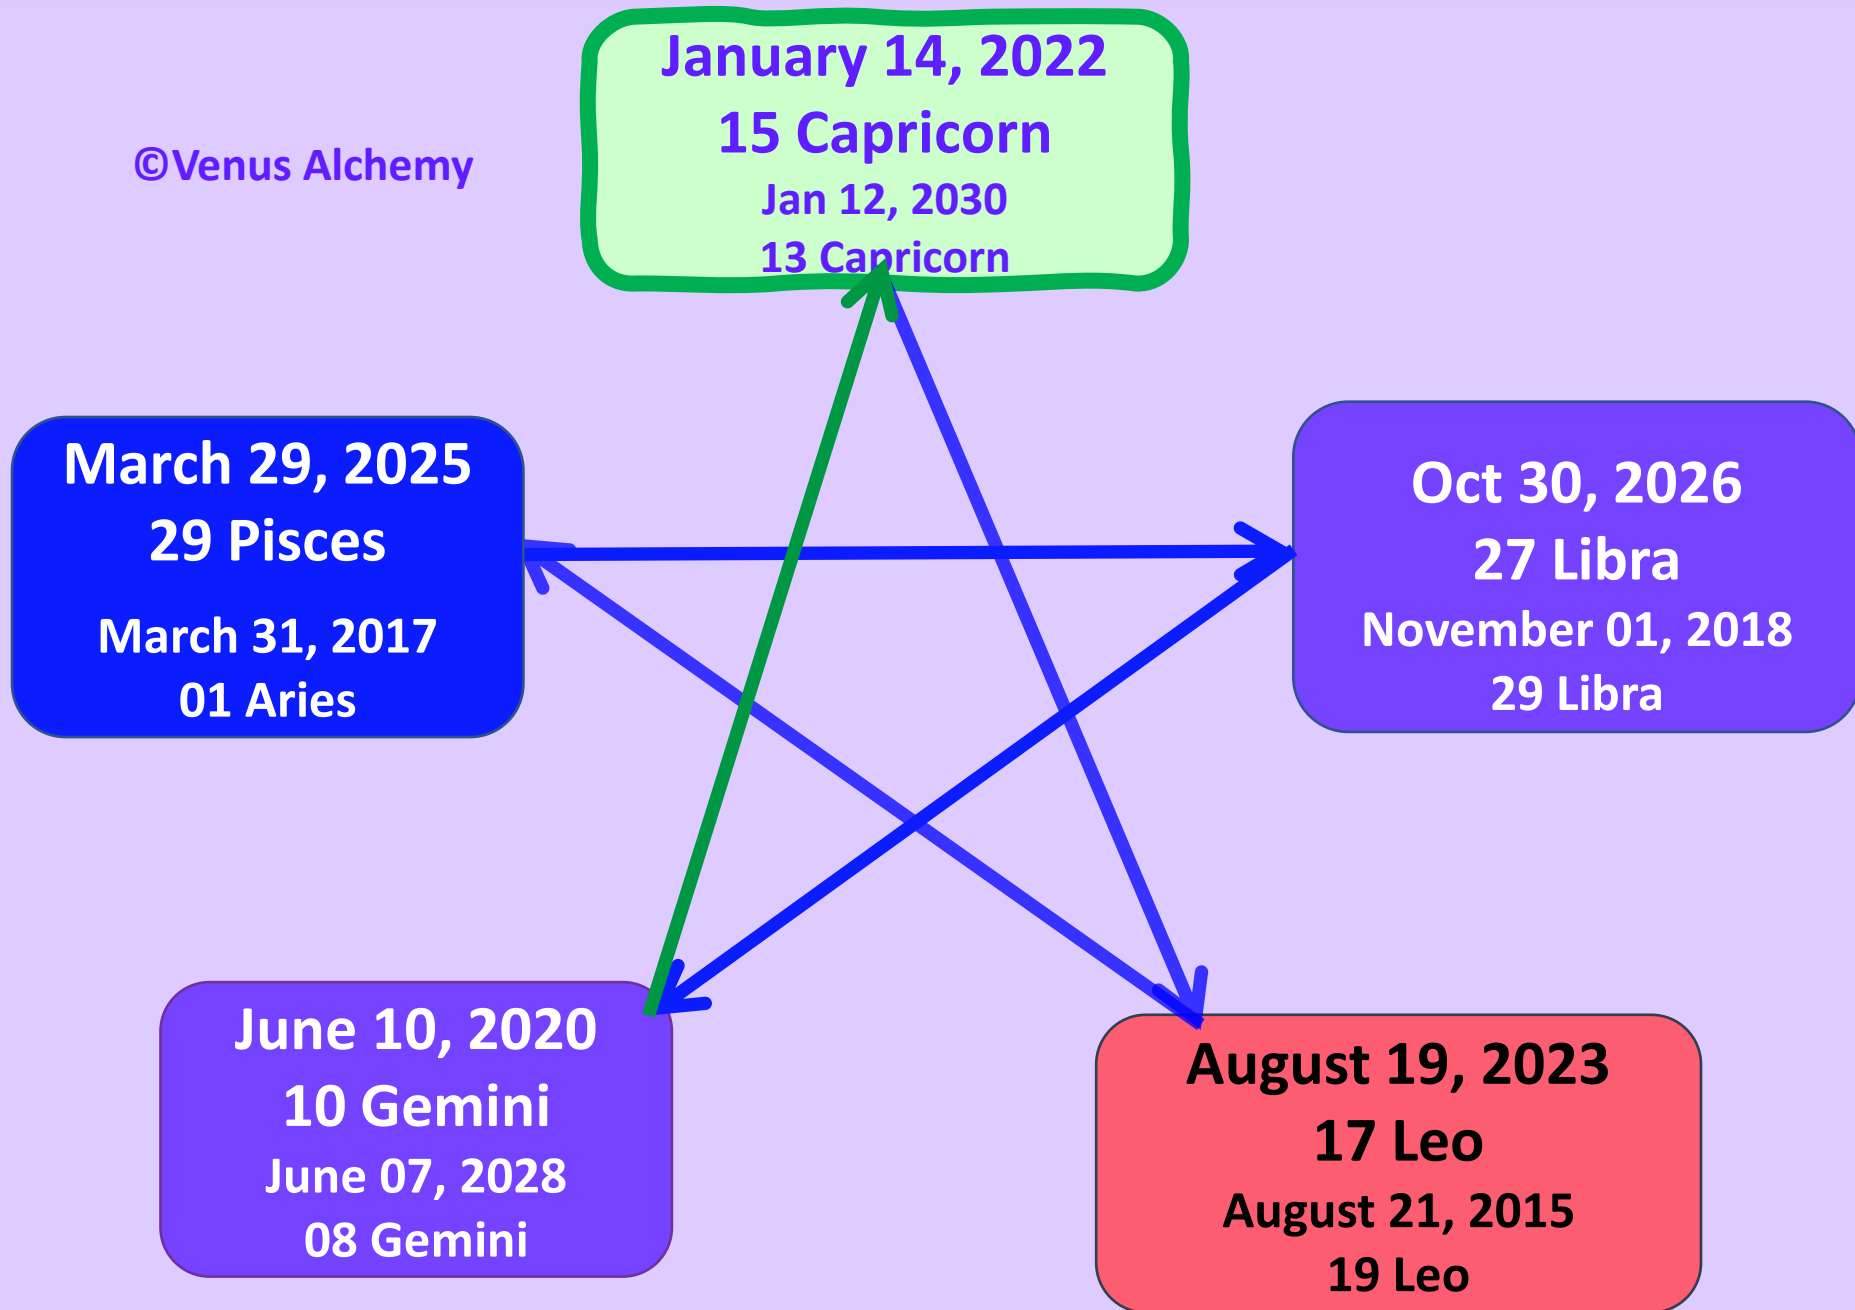 January 14, 2022
15 Capricorn
Jan 12, 2030
13 Capricorn
©Venus Alchemy
March 29, 2025
29 Pisces
March 31, 2017
01 Aries
Oct 30, 2026
27 Libra
November 01, 2018
29 Libra
June 10, 2020
10 Gemini
June 07, 2028
08 Gemini
August 19, 2023
17 Leo
August 21, 2015
19 Leo